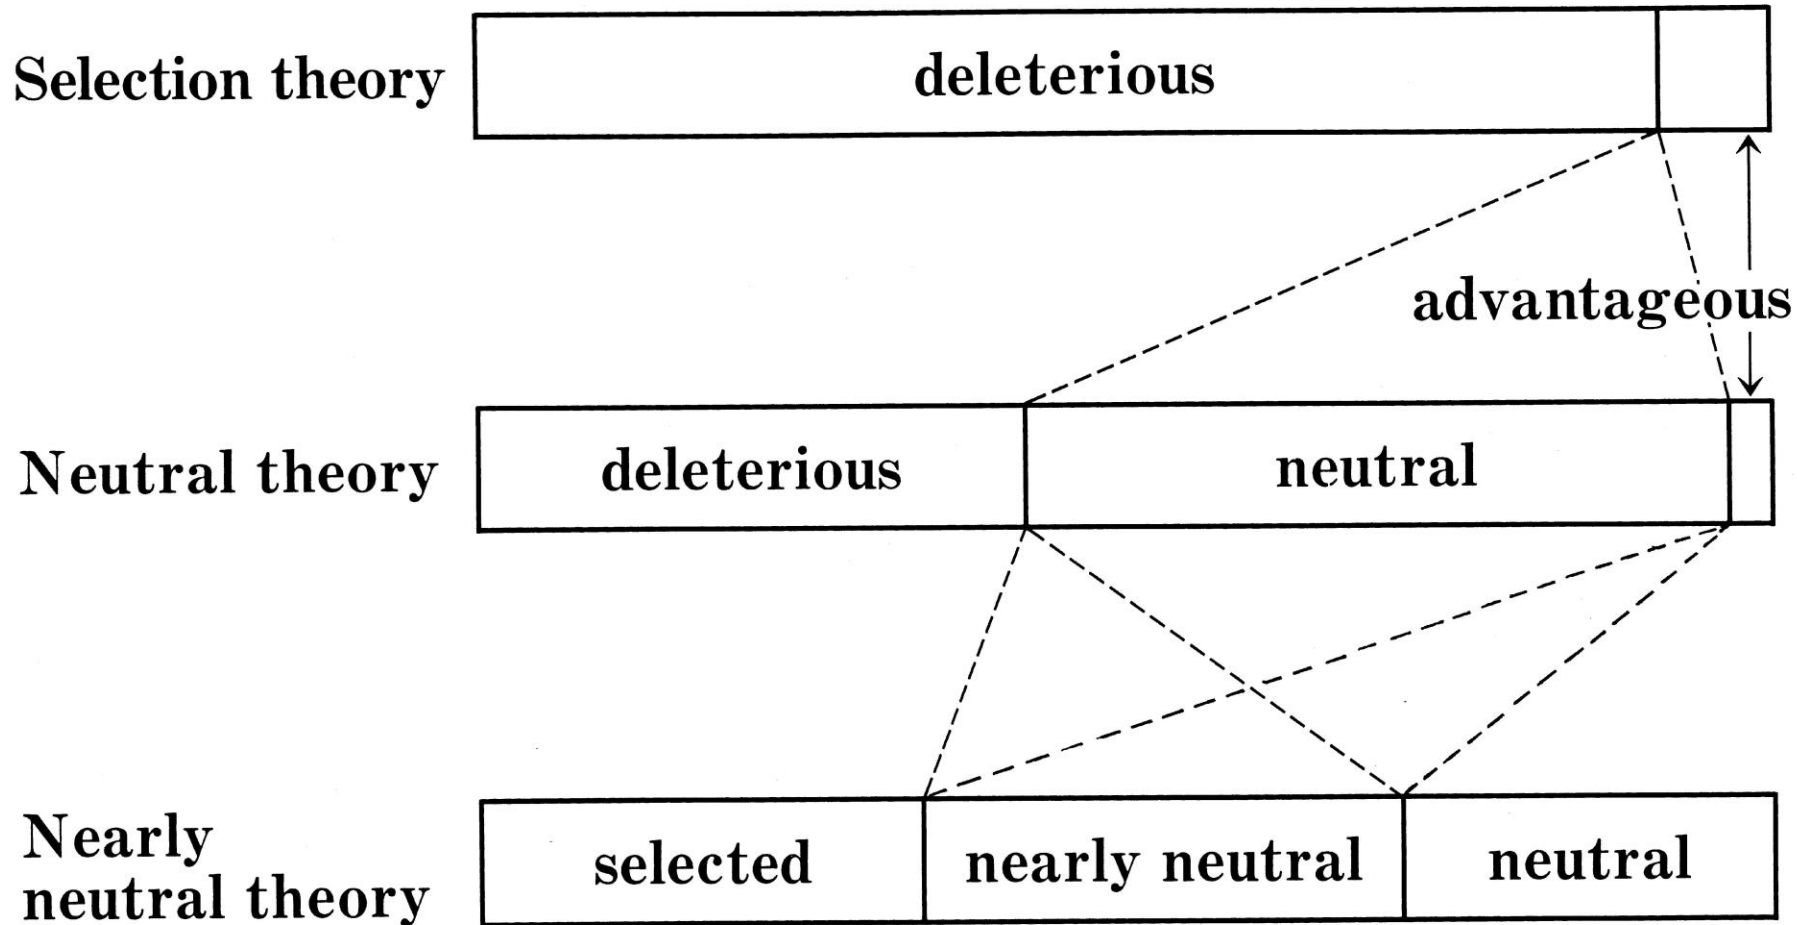 Selection theory
deleterious
advantageous
Neutral theory
deleterious
neutral
Nearly
neutral theory
selected
nearly neutral
neutral